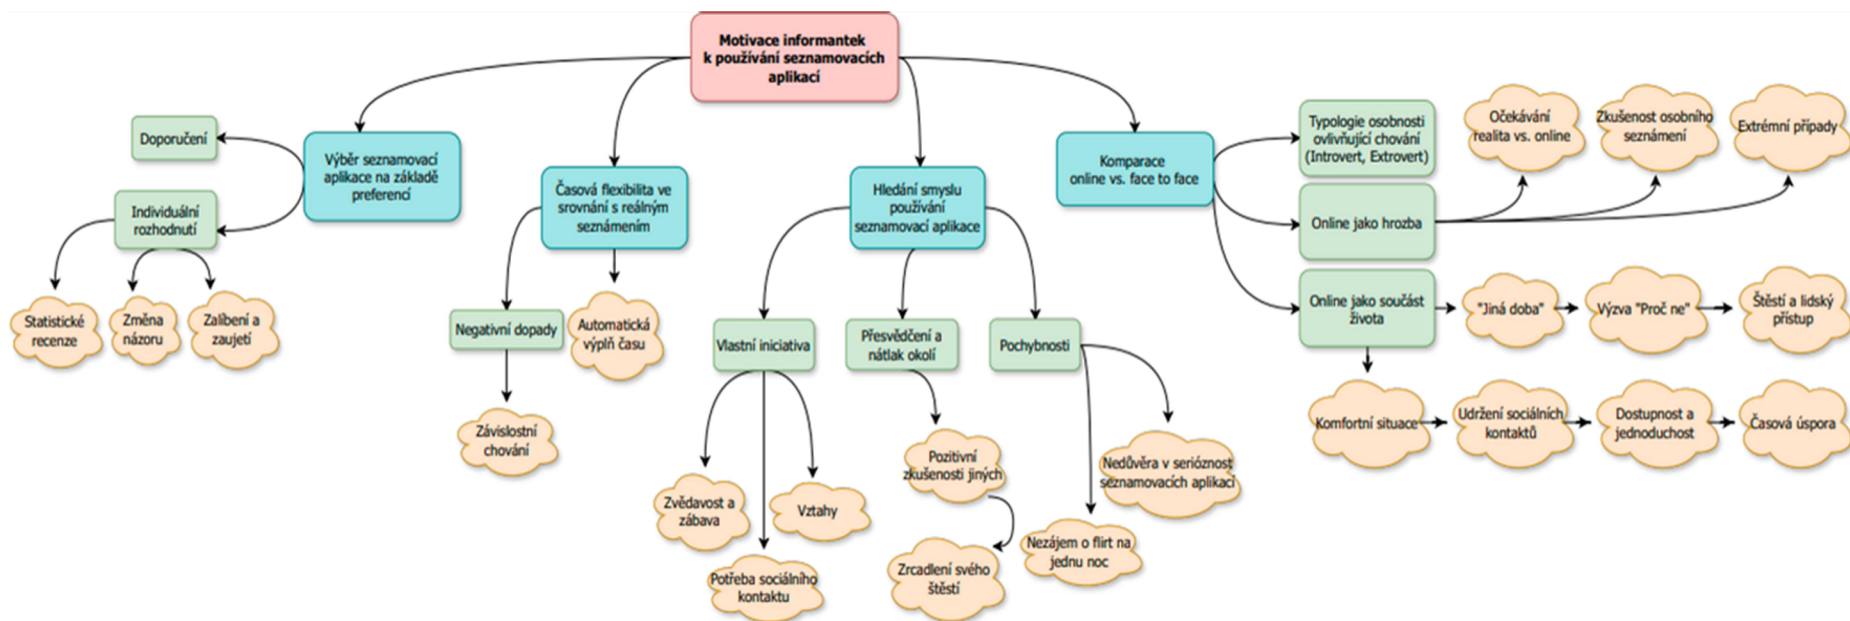 Motivace informantek
k používání seznamovacích
aplikací
Doporučení
Výběr seznamovací
aplikace na základě
preferencí
Individuální
rozhodnutí
Statistické
recenze
Změna
názoru
Zalíbení a
zaujetí
Časová flexibilita ve
srovnání s reálným
seznámením
Negativní dopady
Automatická
výplň času
Závislostní
chování
Hledání smyslu
používání
seznamovací aplikace
Vlastní iniciativa
Přesvědčení a
nátlak okolí
Pochybnosti
Zvědavost a
zábava
Potřeba sociálního
kontaktu
Vztahy
Pozitivní
zkušenosti jiných
Zrcadlení svého
štěstí
Nezájem o flirt na
jednu noc
Nedůvěra v serióznost
seznamovacích aplikací
Komparace
online vs. face to face
Typologie osobnosti
ovlivňující chování
(Introvert, Extrovert)
Online jako hrozba
Očekávání
realita vs. online
Zkušenost osobního
seznámení
Extrémní případy
Online jako součást
života
"Jiná doba"
Výzva "Proč ne"
Štěstí a lidský
přístup
Komfortní situace
Udržení sociálních
kontaktů
Dostupnost a
jednoduchost
Časová úspora